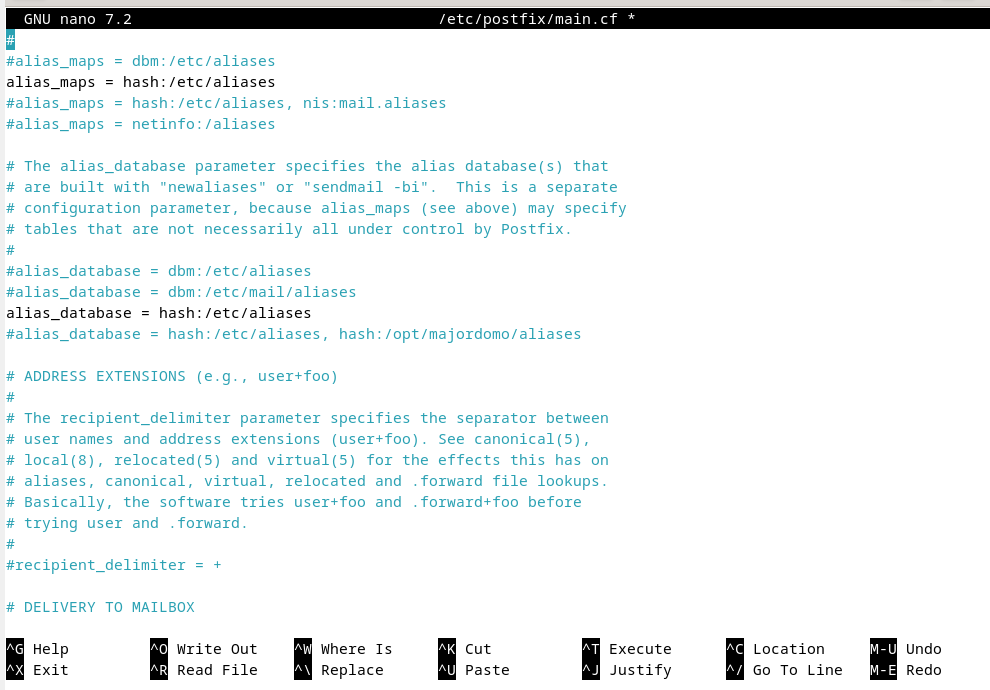 GNU nano 7.2 /etc/postfix/main.cf *
#
#alias_maps = dbm:/etc/aliases
alias_maps = hash:/etc/aliases
#alias_maps = hash:/etc/aliases, nis:mail.aliases
#alias_maps = netinfo:/aliases

# The alias_database parameter specifies the alias database(s) that
# are built with "newaliases" or "sendmail -bi".  This is a separate
# configuration parameter, because alias_maps (see above) may specify
# tables that are not necessarily all under control by Postfix.
#
#alias_database = dbm:/etc/aliases
#alias_database = dbm:/etc/mail/aliases
alias_database = hash:/etc/aliases
#alias_database = hash:/etc/aliases, hash:/opt/majordomo/aliases

# ADDRESS EXTENSIONS (e.g., user+foo)
#
# The recipient_delimiter parameter specifies the separator between
# user names and address extensions (user+foo). See canonical(5),
# local(8), relocated(5) and virtual(5) for the effects this has on
# aliases, canonical, virtual, relocated and .forward file lookups.
# Basically, the software tries user+foo and .forward+foo before
# trying user and .forward.
#
#recipient_delimiter = +

# DELIVERY TO MAILBOX

^G Help ^O Write Out ^W Where Is ^K Cut ^T Execute ^C Location M-U Undo
^X Exit ^R Read File ^\ Replace ^U Paste ^J Justify ^/ Go To Line M-E Redo